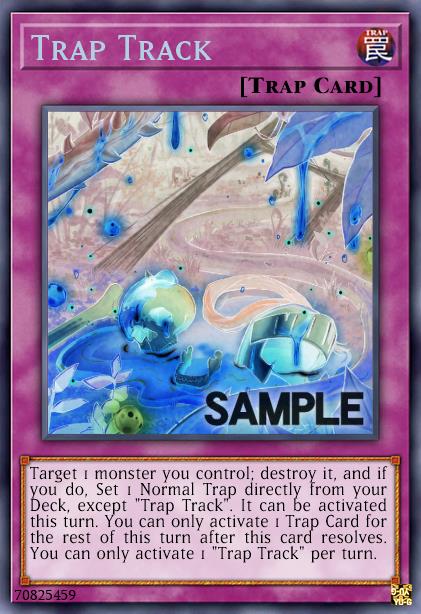 Trap Track
TRAP
罠
[Trap Card]
SAMPLE
Target 1 monster you control; destroy it, and if
you do, Set 1 Normal Trap directly from your
Deck, except "Trap Track". It can be activated
this turn. You can only activate 1 Trap Card for
the rest of this turn after this card resolves.
You can only activate 1 "Trap Track" per turn.
70825459